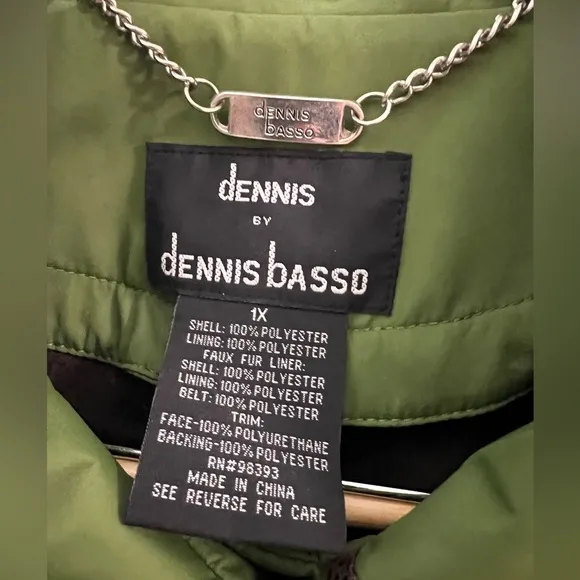 dENNIS
basso
dENNIS
BY
dENNIS basso
1X
SHELL: 100% POLYESTER
LINING: 100% POLYESTER
FAUX FUR LINER:
SHELL: 100% POLYESTER
LINING: 100% POLYESTER
BELT: 100% POLYESTER
TRIM:
FACE-100% POLYURETHANE
BACKING-100% POLYESTER
RN#98393
MADE IN CHINA
SEE REVERSE FOR CARE